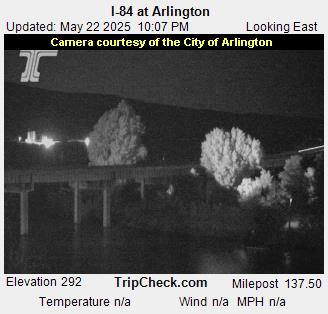 I-84 at Arlington
Updated: May 22 2025 10:07 PM Looking East
Camera courtesy of the City of Arlington
Elevation 292 TripCheck.com Milepost 137.50
Temperature n/a Wind n/a MPH n/a